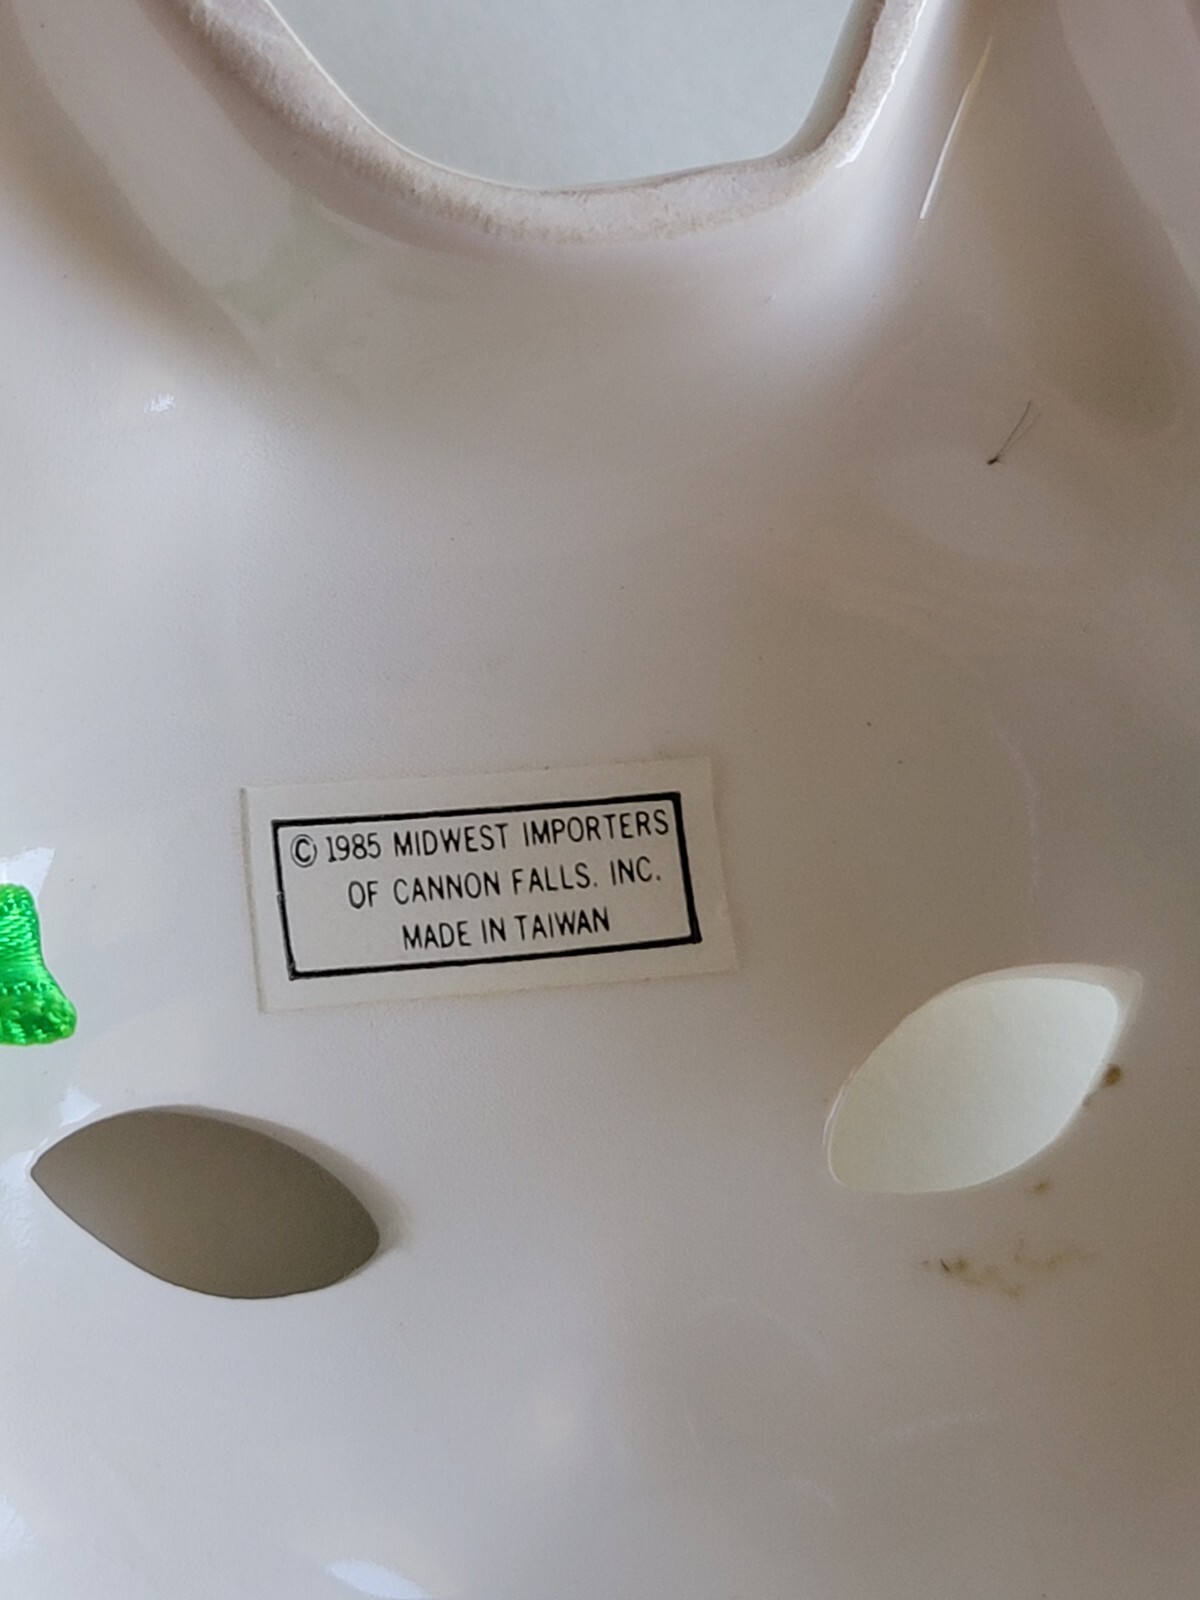 © 1985 MIDWEST IMPORTERS
OF CANNON FALLS. INC.
MADE IN TAIWAN